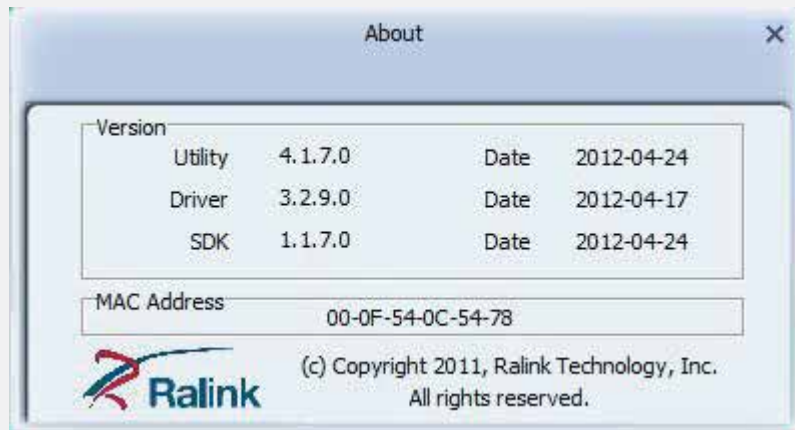 About
Version
Utility 4.1.7.0 Date 2012-04-24
Driver 3.2.9.0 Date 2012-04-17
SDK 1.1.7.0 Date 2012-04-24
MAC Address
00-0F-54-0C-54-78
Ralink
(c) Copyright 2011, Ralink Technology, Inc.
All rights reserved.